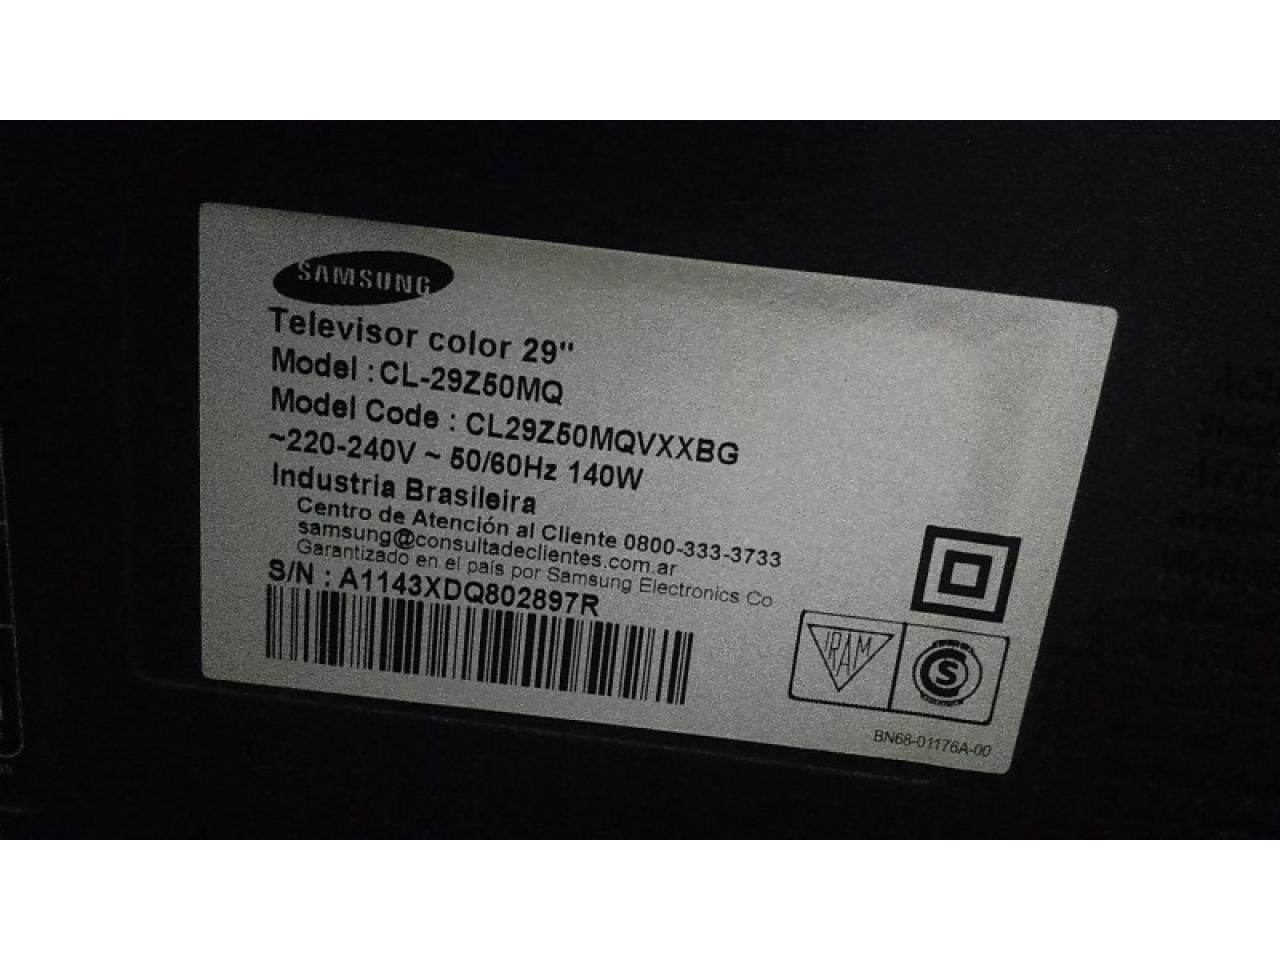 SAMSUNG
Televisor color 29"
Model :CL-29Z50MQ
Model Code : CL29Z50MQVXXBG
~220-240V ~ 50/60Hz 140W
Industria Brasileira
Centro de Atención al Cliente 0800-333-3733
samsung@consultadeclientes.com.ar
Garantizado en el país por Samsung Electronics Co
S/N : A1143XDQ802897R
IRAM
S
BN68-01176A-00